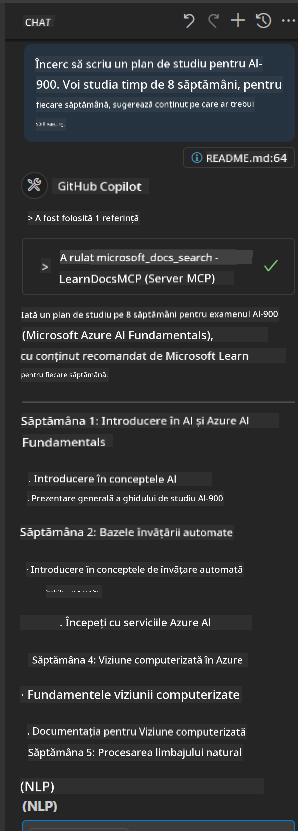 CHAT
Încerc să scriu un plan de studiu pentru AI-
900. Voi studia timp de 8 săptămâni, pentru
fiecare săptămână, sugerează conținut pe care ar trebui
README.md:64
GitHub Copilot
> A fost folosită 1 referință
> A rulat microsoft_docs_search -
LearnDocsMCP (Server MCP)
Iată un plan de studiu pe 8 săptămâni pentru examenul AI-900
(Microsoft Azure AI Fundamentals),
cu conținut recomandat de Microsoft Learn
pentru fiecare săptămână.
Săptămâna 1: Introducere în AI și Azure AI
Fundamentals
. Introducere în conceptele AI
. Prezentare generală a ghidului de studiu AI-900
Săptămâna 2: Bazele învățării automate
· Introducere în conceptele de învățare automată
. Începeți cu serviciile Azure AI
Săptămâna 4: Viziune computerizată în Azure
· Fundamentele viziunii computerizate
. Documentația pentru Viziune computerizată
Săptămâna 5: Procesarea limbajului natural
(NLP)
(NLP)